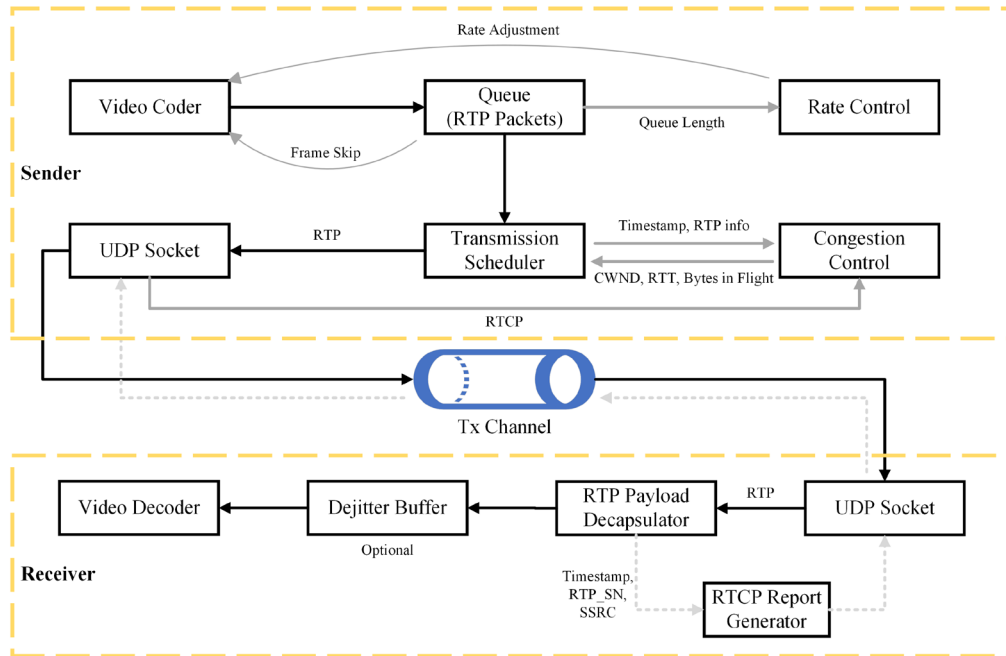 Rate Adjustment
Video Coder
Queue
(RTP Packets)
Rate Control
Queue Length
Frame Skip
Sender
UDP Socket
RTP
Transmission
Scheduler
Timestamp, RTP info
CWND, RTT, Bytes in Flight
Congestion
Control
RTCP
Tx Channel
Video Decoder
Dejitter Buffer
Optional
RTP Payload
Decapsulator
RTP
UDP Socket
Receiver
Timestamp,
RTP_SN,
SSRC
RTCP Report
Generator